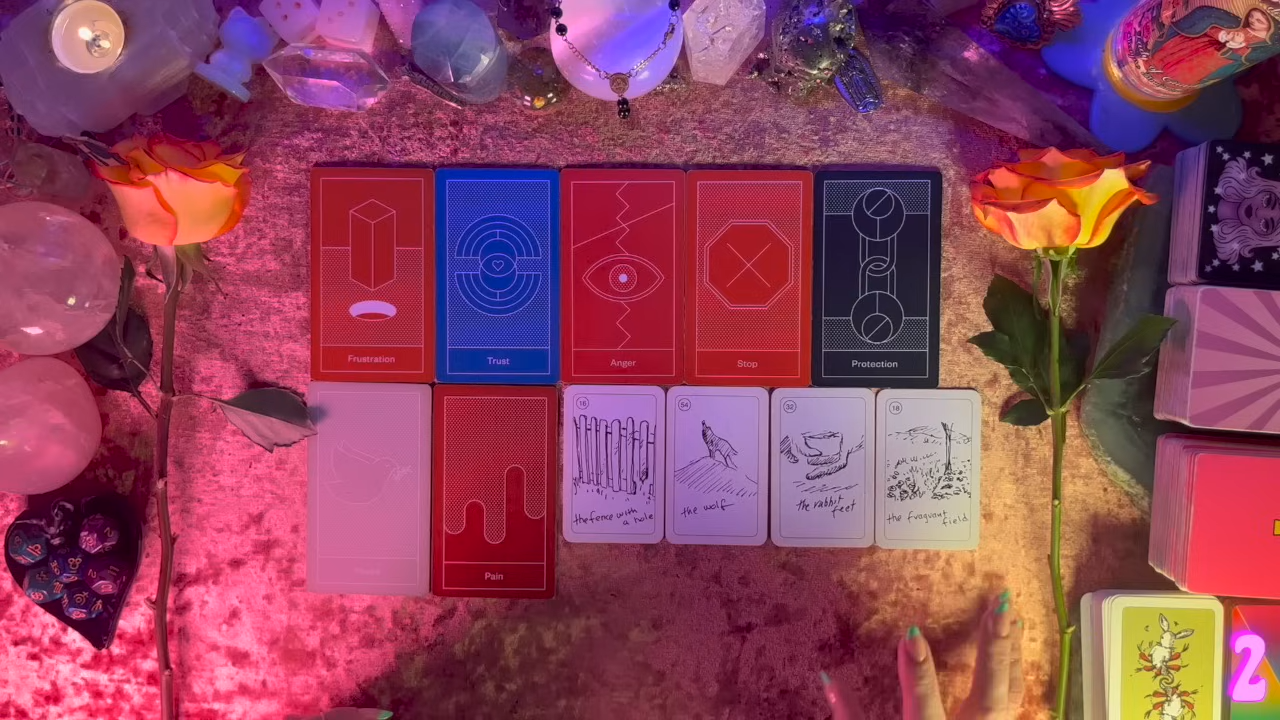 Frustration
Trust
Anger
Stop
Protection
Pain
16
the fence with
a hole
54
the wolf
32
the rabbit
feet
18
the fragrant
field
2